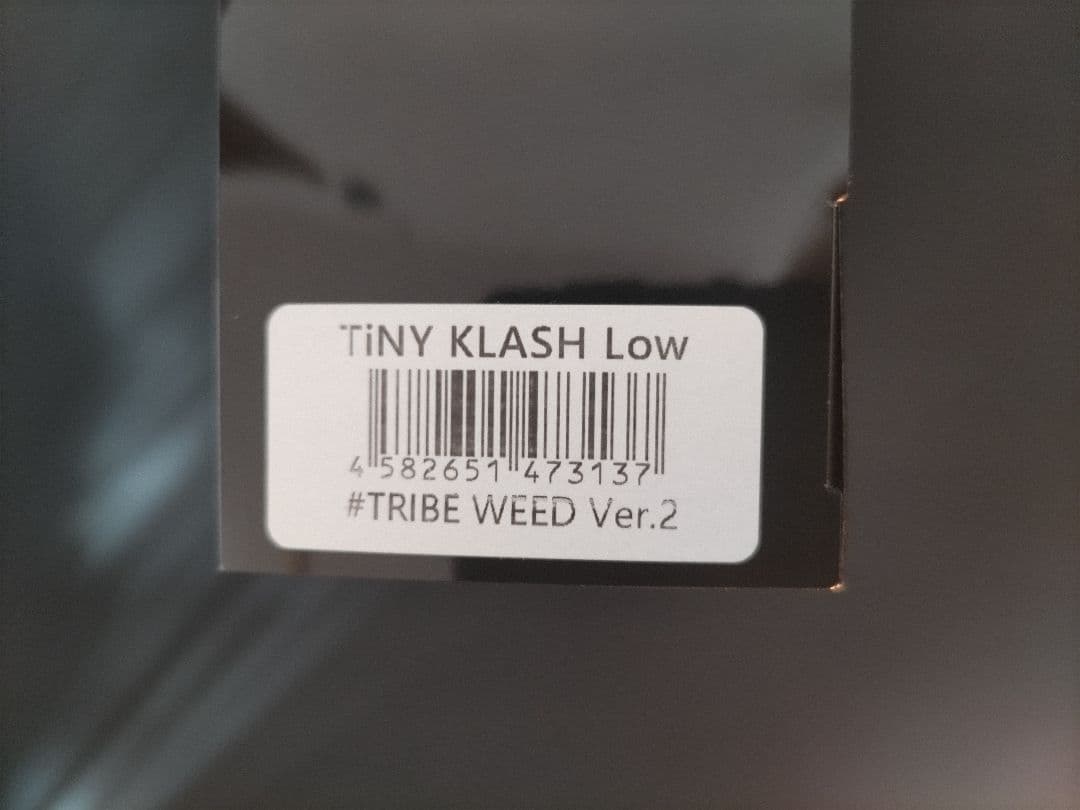 TiNY KLASH Low
4 582651 473137
#TRIBE WEED Ver.2